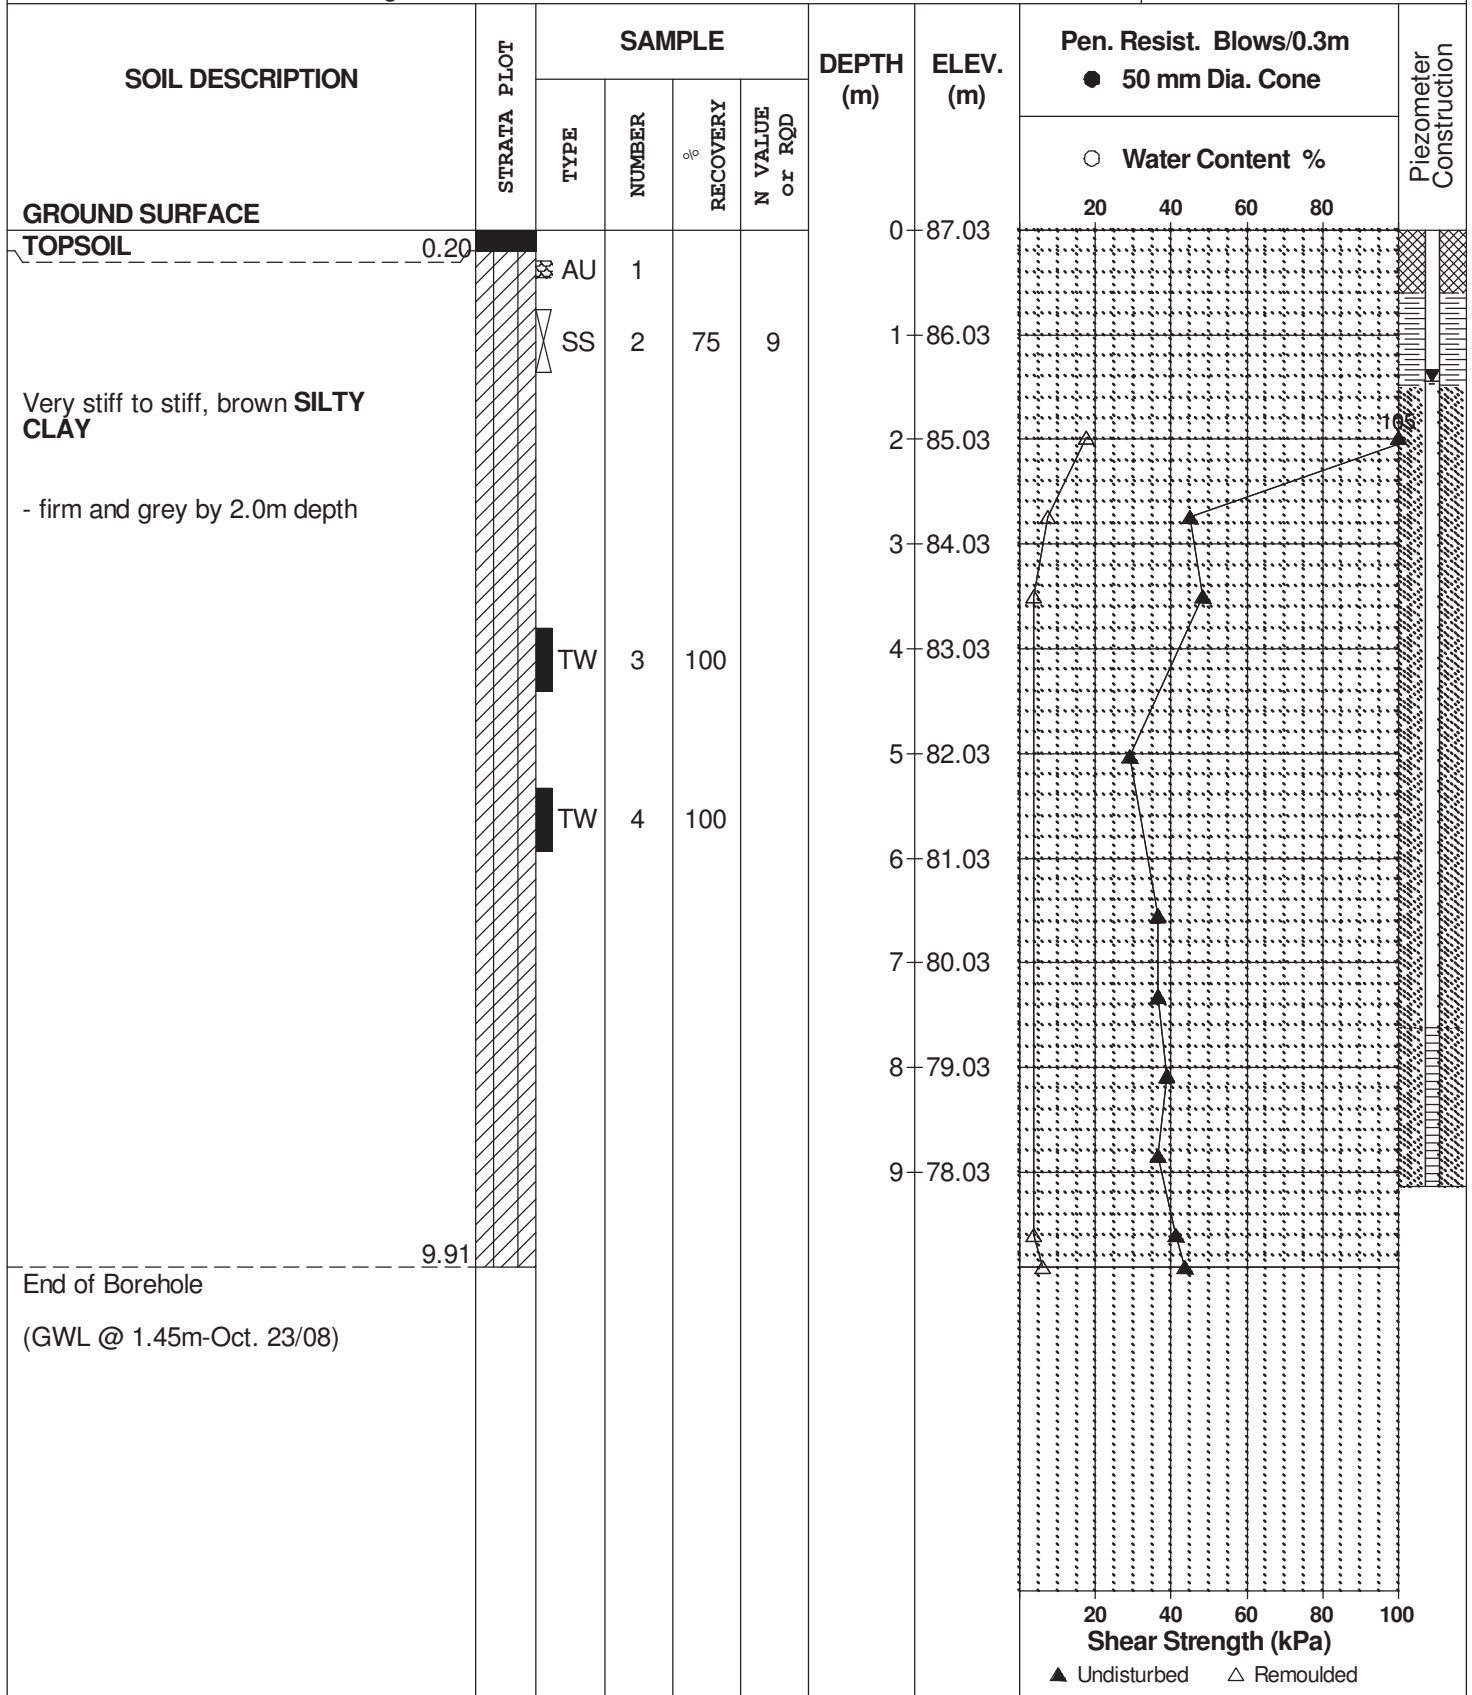 SOIL DESCRIPTION
GROUND SURFACE
STRATA PLOT
SAMPLE
TYPE
NUMBER
% RECOVERY
N VALUE or RQD
DEPTH
(m)
ELEV.
(m)
Pen. Resist. Blows/0.3m
● 50 mm Dia. Cone
○ Water Content %
20 40 60 80
Piezometer
Construction
TOPSOIL 0.20
0 87.03
AU 1
SS 2 75 9
1 86.03
Very stiff to stiff, brown SILTY
CLAY
105
2 85.03
- firm and grey by 2.0m depth
3 84.03
TW 3 100
4 83.03
5 82.03
TW 4 100
6 81.03
7 80.03
8 79.03
9 78.03
9.91
End of Borehole
(GWL @ 1.45m-Oct. 23/08)
20 40 60 80 100
Shear Strength (kPa)
▲ Undisturbed △ Remoulded